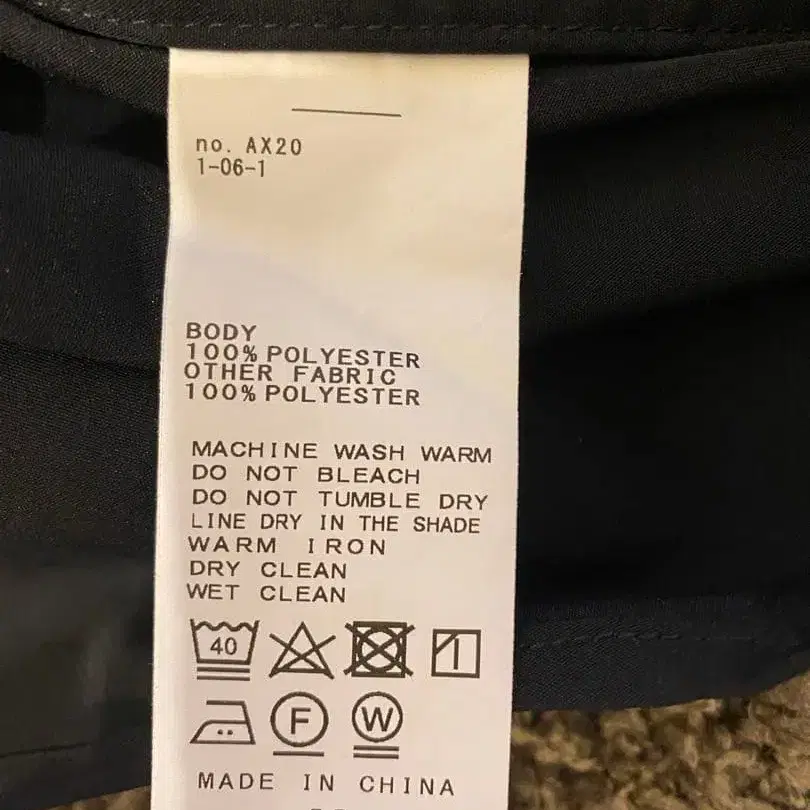 no. AX20
1-06-1
BODY
100% POLYESTER
OTHER FABRIC
100% POLYESTER
MACHINE WASH WARM
DO NOT BLEACH
DO NOT TUMBLE DRY
LINE DRY IN THE SHADE
WARM IRON
DRY CLEAN
WET CLEAN
40
F W
MADE IN CHINA